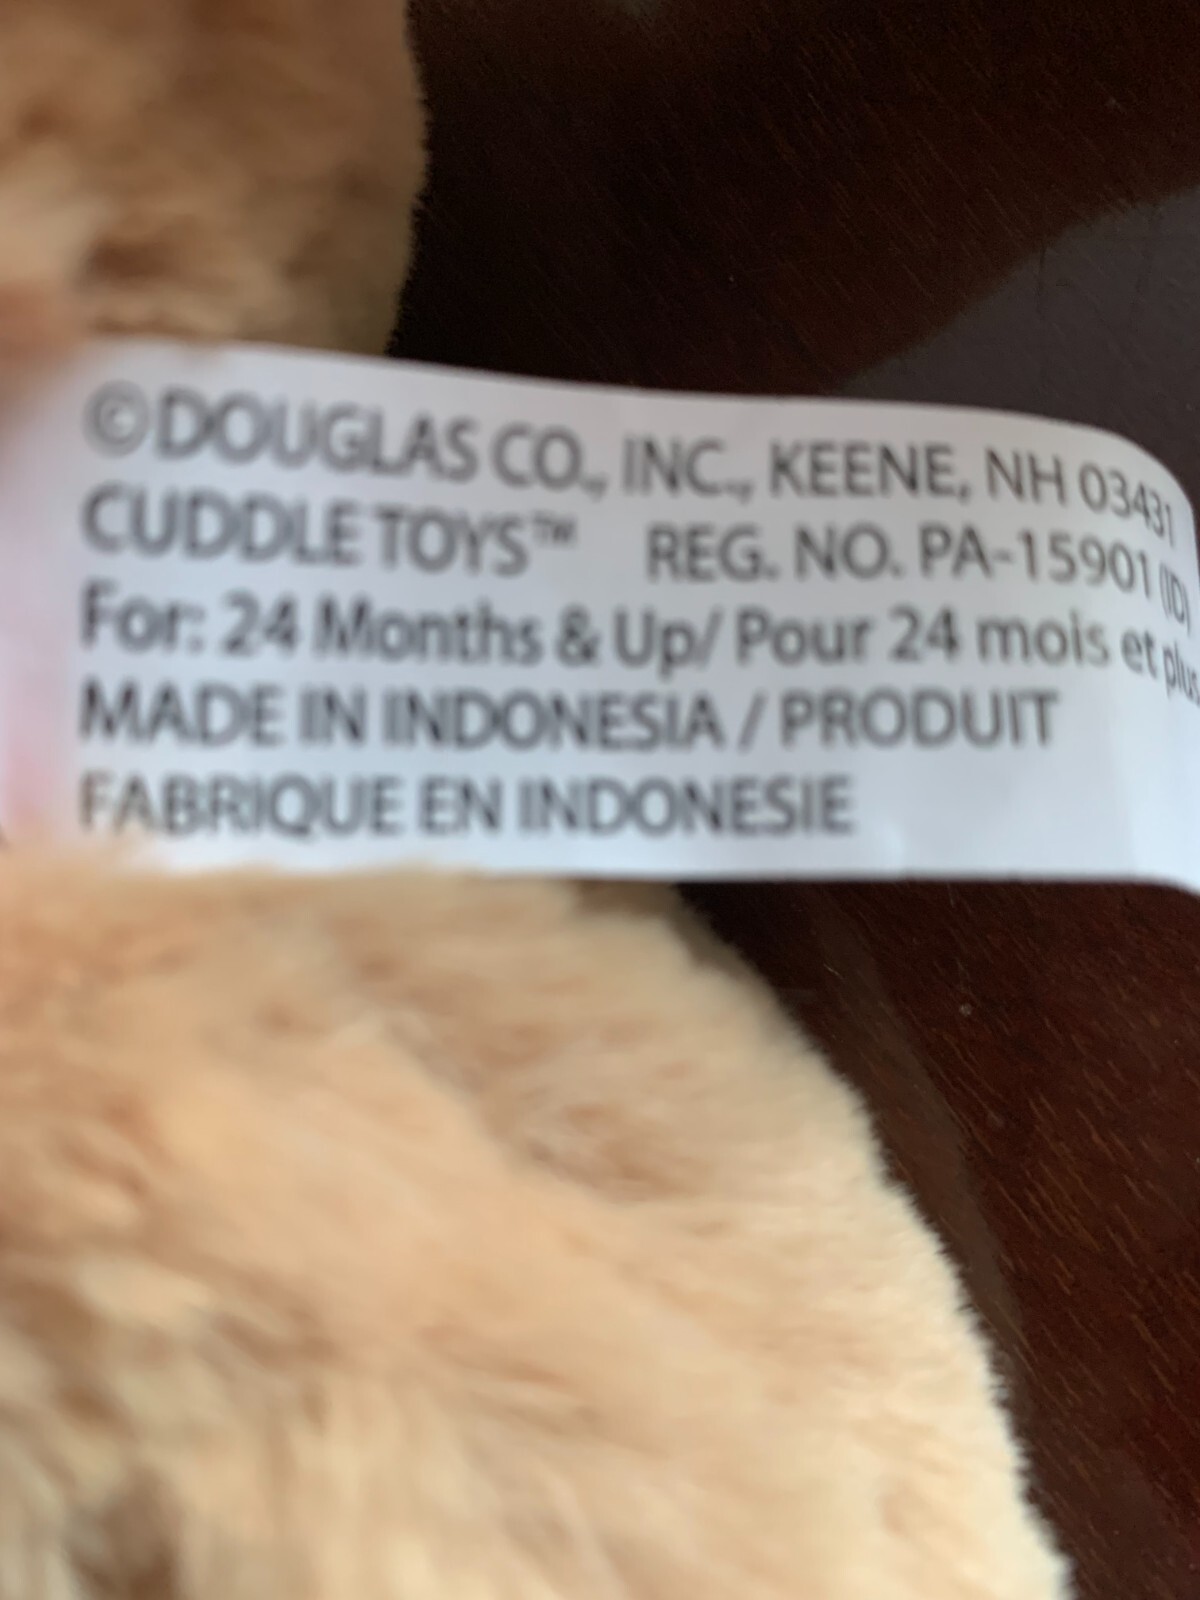 ©DOUGLAS CO., INC., KEENE, NH 03431
CUDDLE TOYS™ REG. NO. PA-15901 (ID)
For: 24 Months & Up/ Pour 24 mois et plus
MADE IN INDONESIA / PRODUIT
FABRIQUE EN INDONESIE